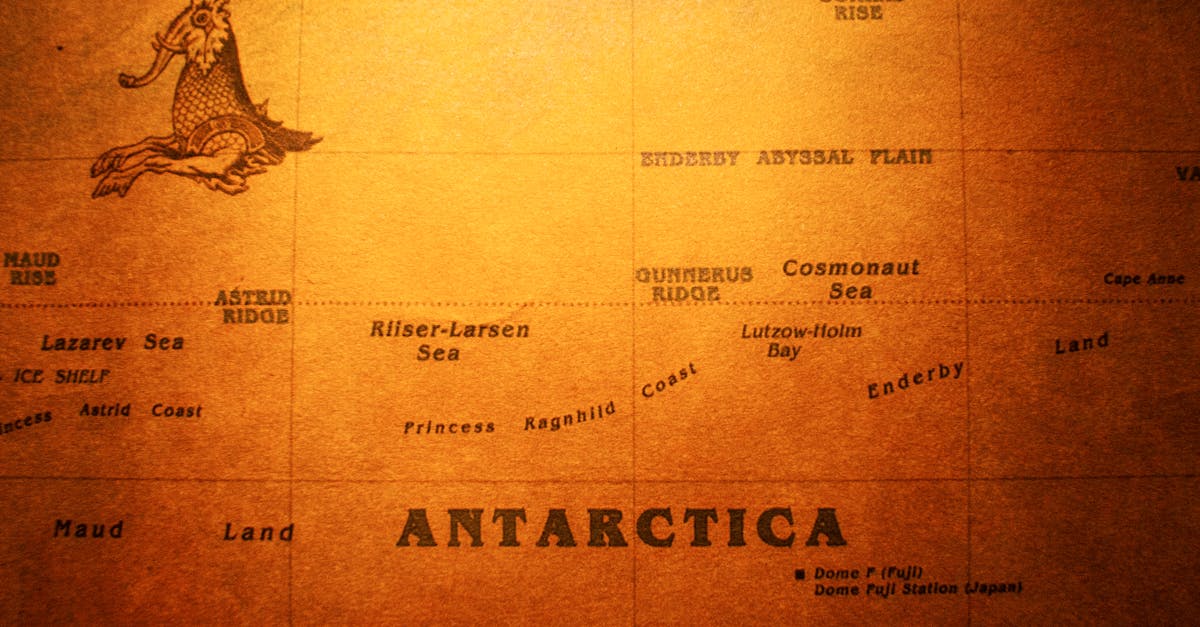 RISE
ENDERBY ABYSSAL PLAIN
VA
MAUD
RISE
GUNNERUS
RIDGE
Cosmonaut
Sea
Cape Anne
ASTRID
RIDGE
Lazarev Sea
Riiser-Larsen
Sea
Lutzow-Holm
Bay
Enderby Land
ICE SHELF
Princess Ragnhild Coast
incess Astrid Coast
Maud Land
ANTARCTICA
Dome F (Fuji)
Dome Fuji Station (Japan)